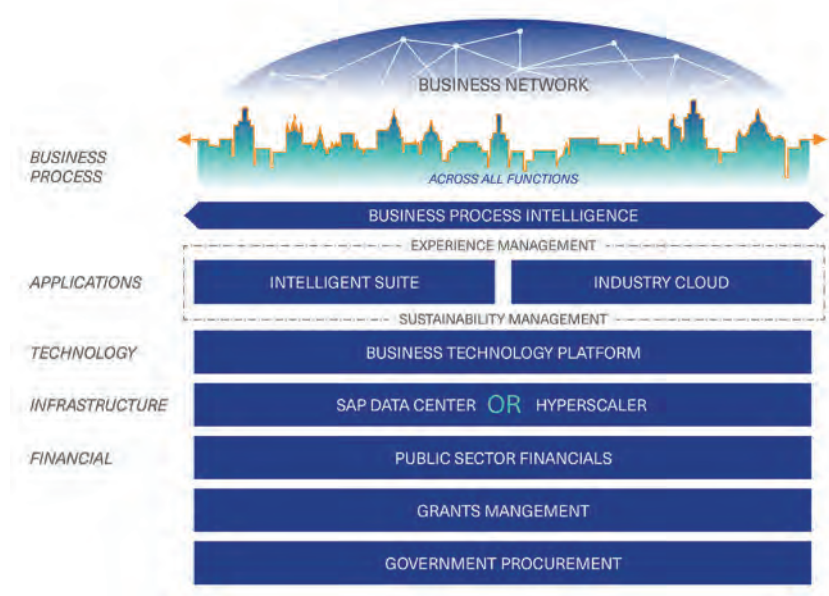 BUSINESS NETWORK
BUSINESS
PROCESS
ACROSS ALL FUNCTIONS
BUSINESS PROCESS INTELLIGENCE
EXPERIENCE MANAGEMENT
APPLICATIONS
INTELLIGENT SUITE
INDUSTRY CLOUD
SUSTAINABILITY MANAGEMENT
TECHNOLOGY
BUSINESS TECHNOLOGY PLATFORM
INFRASTRUCTURE
SAP DATA CENTER OR HYPERSCALER
FINANCIAL
PUBLIC SECTOR FINANCIALS
GRANTS MANGEMENT
GOVERNMENT PROCUREMENT